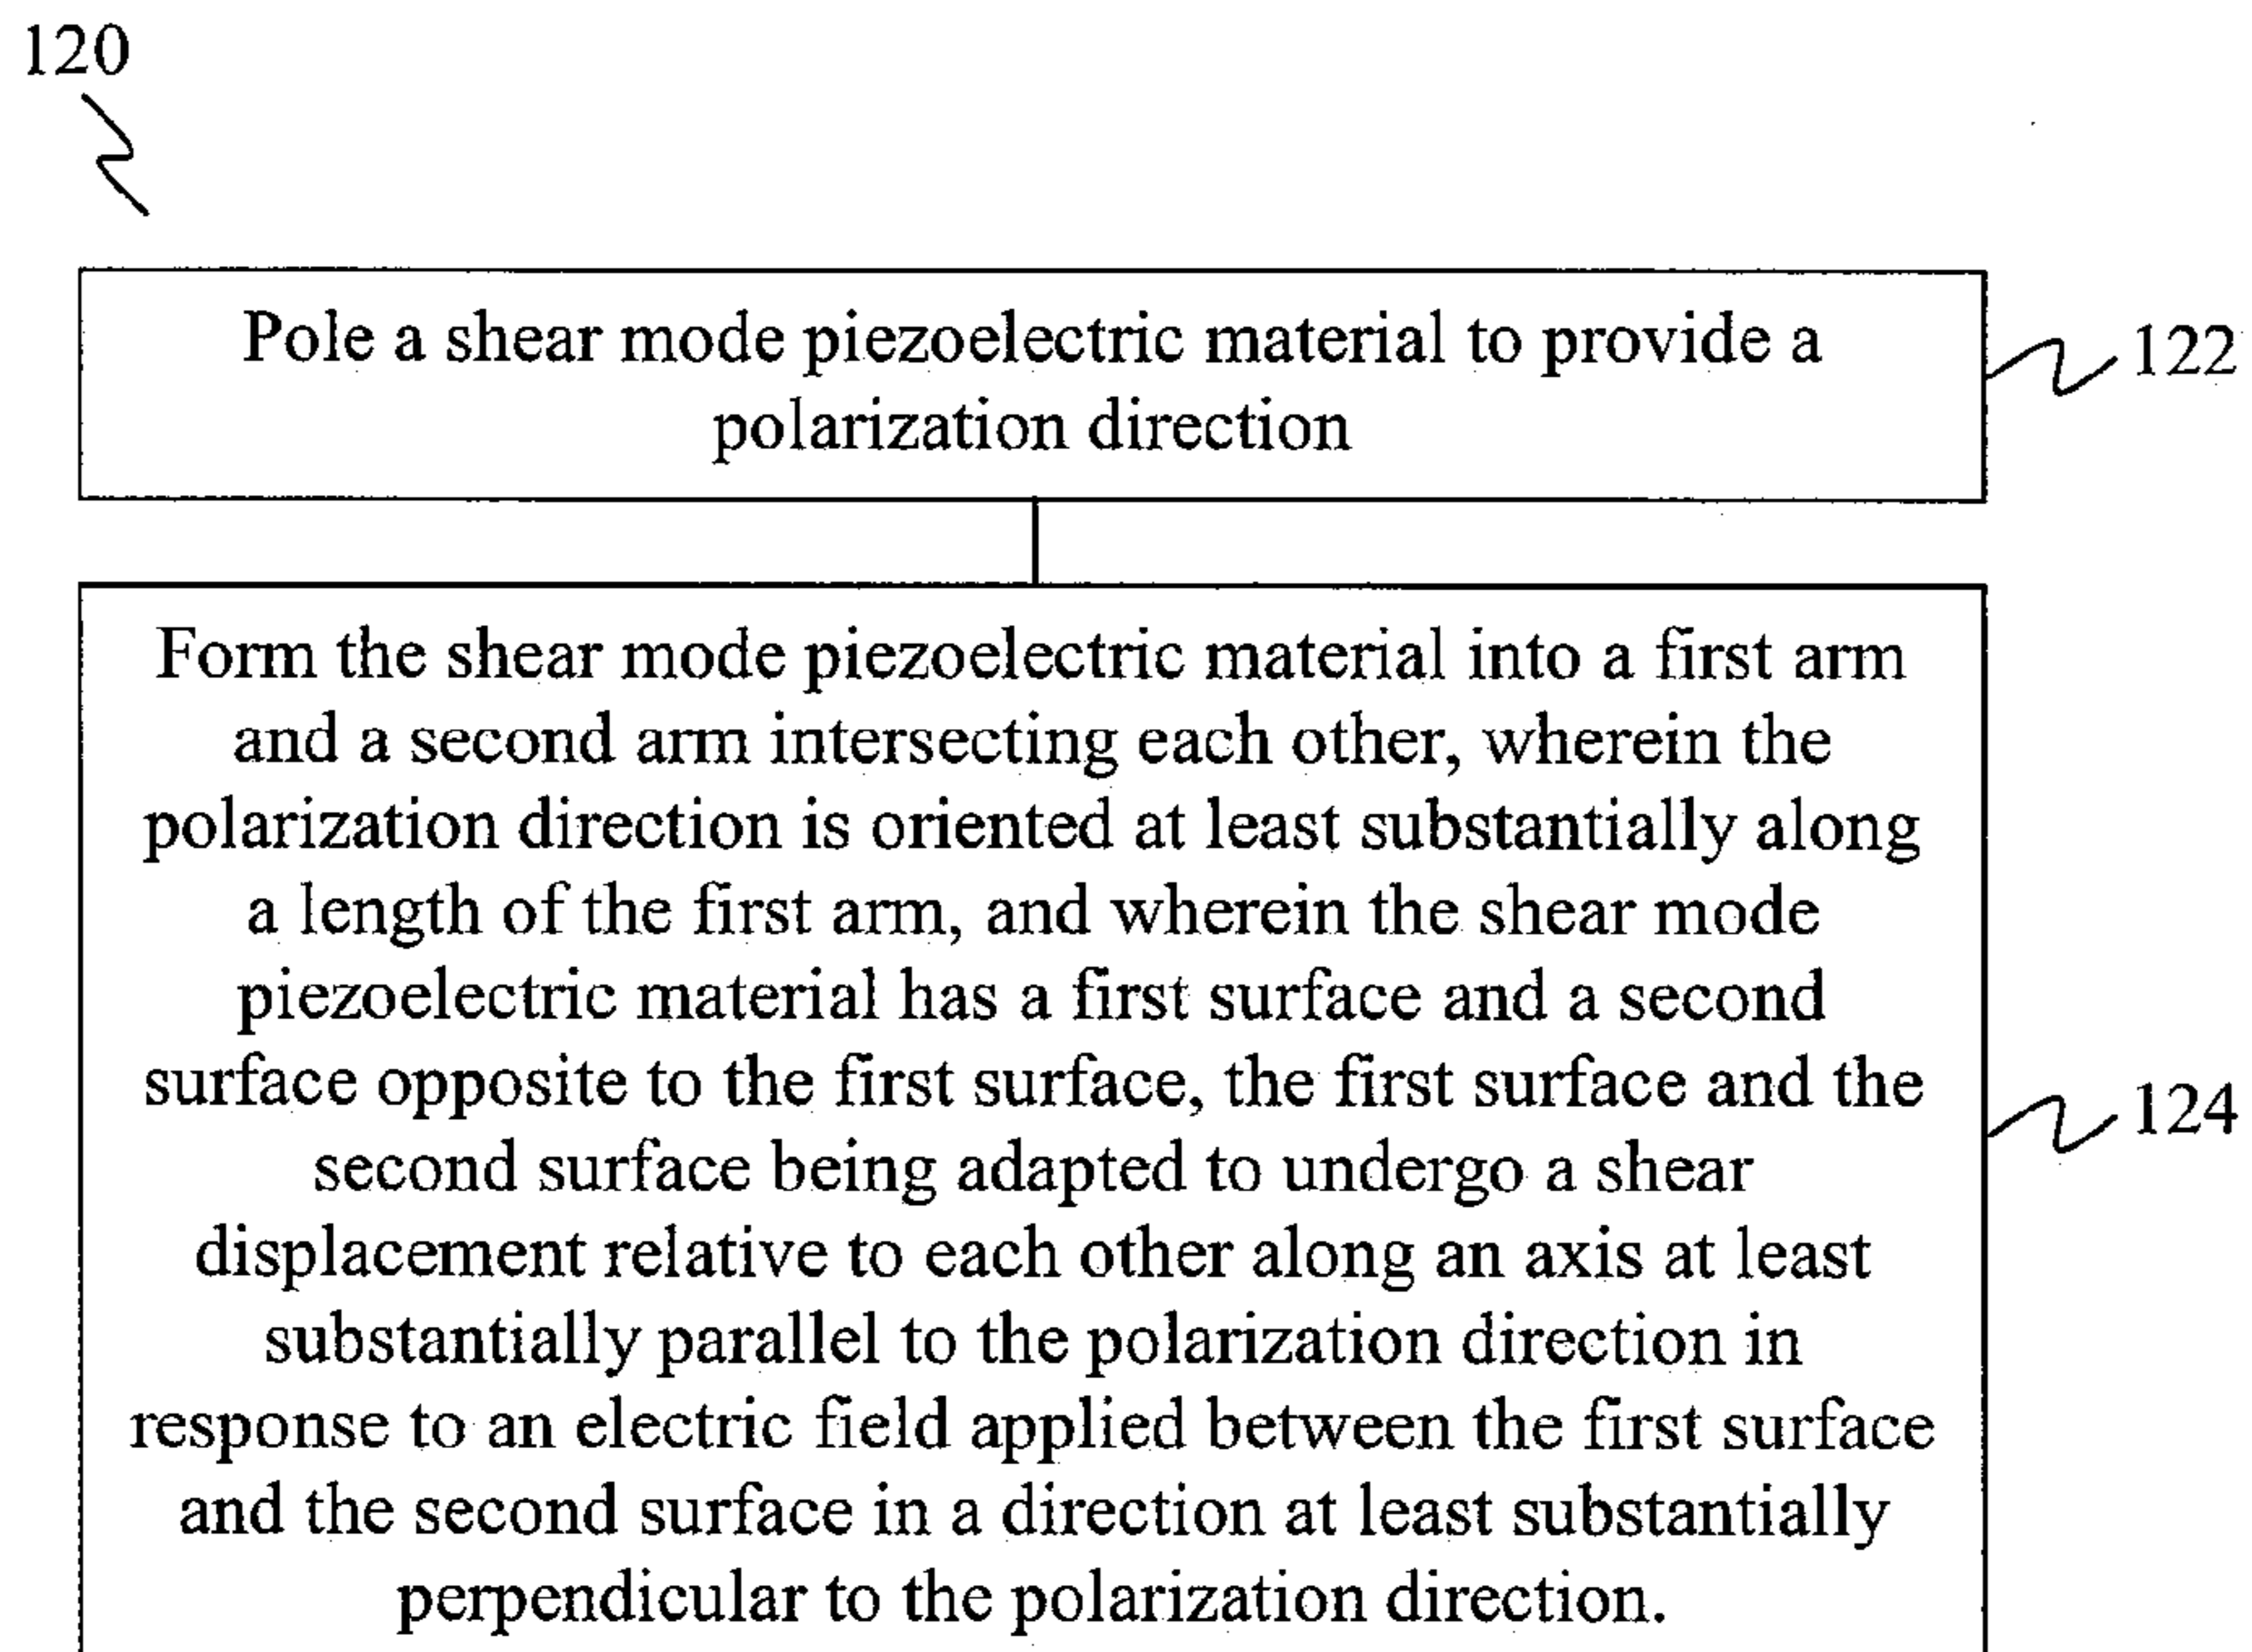 120
Pole a shear mode piezoelectric material to provide a
polarization direction
122
Form the shear mode piezoelectric material into a first arm
and a second arm intersecting each other, wherein the
polarization direction is oriented at least substantially along
a length of the first arm, and wherein the shear mode
piezoelectric material has a first surface and a second
surface opposite to the first surface, the first surface and the
second surface being adapted to undergo a shear
displacement relative to each other along an axis at least
substantially parallel to the polarization direction in
response to an electric field applied between the first surface
and the second surface in a direction at least substantially
perpendicular to the polarization direction.
124